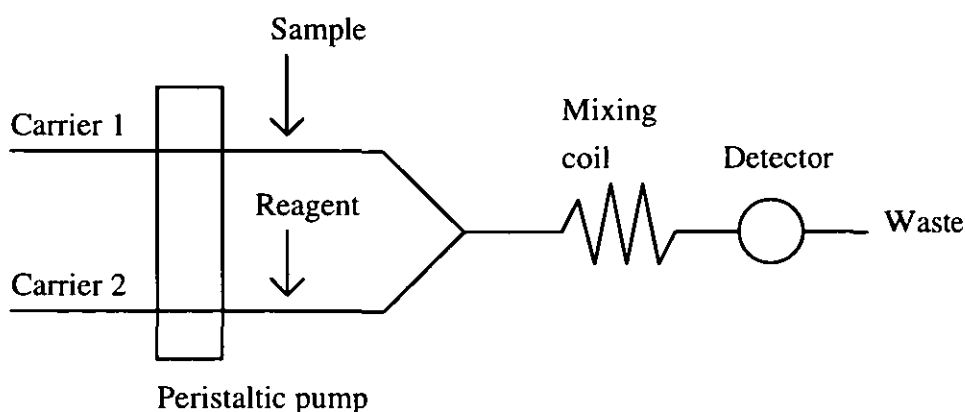 Sample
Carrier 1
Mixing
coil
Detector
Reagent
Waste
Carrier 2
Peristaltic pump